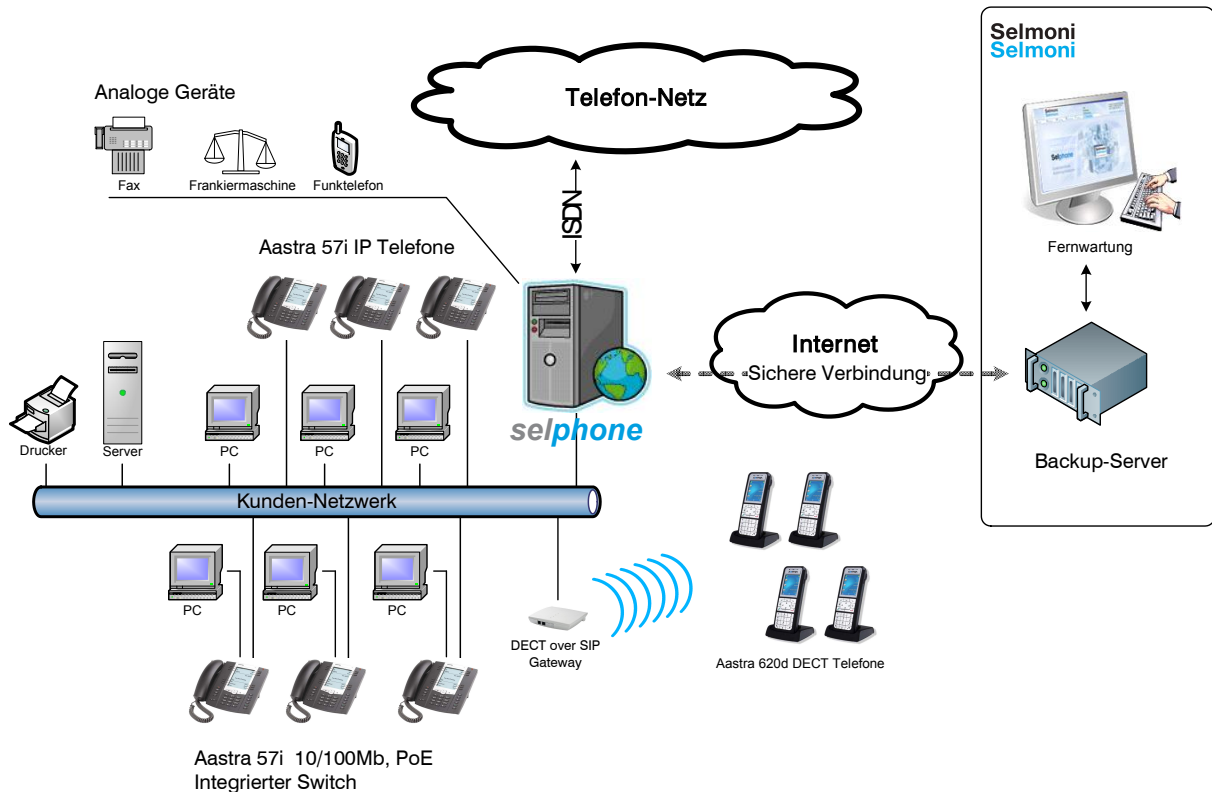 Selmoni
Selmoni
Telefon-Netz
Analoge Geräte
Fax
Frankiermaschine
Funktelefon
ISDN
Aastra 57i IP Telefone
Fernwartung
Internet
Sichere Verbindung
selphone
Drucker
Server
PC
PC
PC
Backup-Server
Kunden-Netzwerk
PC
PC
PC
DECT over SIP
Gateway
Aastra 620d DECT Telefone
Aastra 57i 10/100Mb, PoE
Integrierter Switch